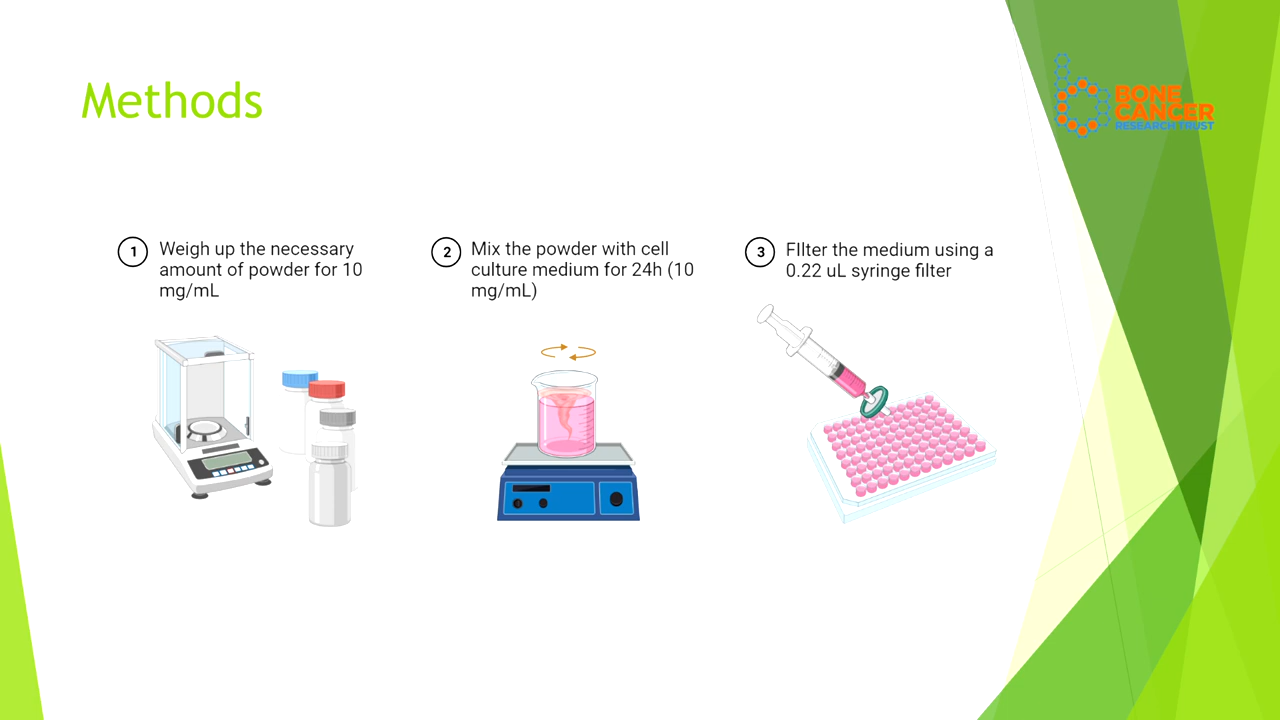 Methods
BONE
CANCER
RESEARCH TRUST
1
Weigh up the necessary
amount of powder for 10
mg/mL
2
Mix the powder with cell
culture medium for 24h (10
mg/mL)
3
FIlter the medium using a
0.22 uL syringe filter